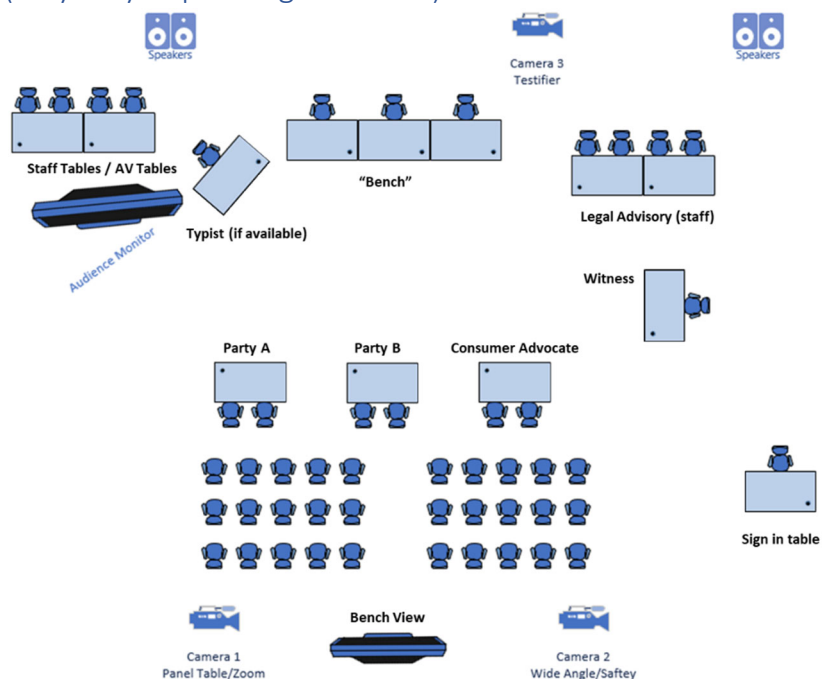 Speakers
Camera 3
Testifier
Speakers
Staff Tables / AV Tables
"Bench"
Legal Advisory (staff)
Typist (if available)
Audience Monitor
Witness
Party A
Party B
Consumer Advocate
Sign in table
Bench View
Camera 1
Panel Table/Zoom
Camera 2
Wide Angle/Saftey